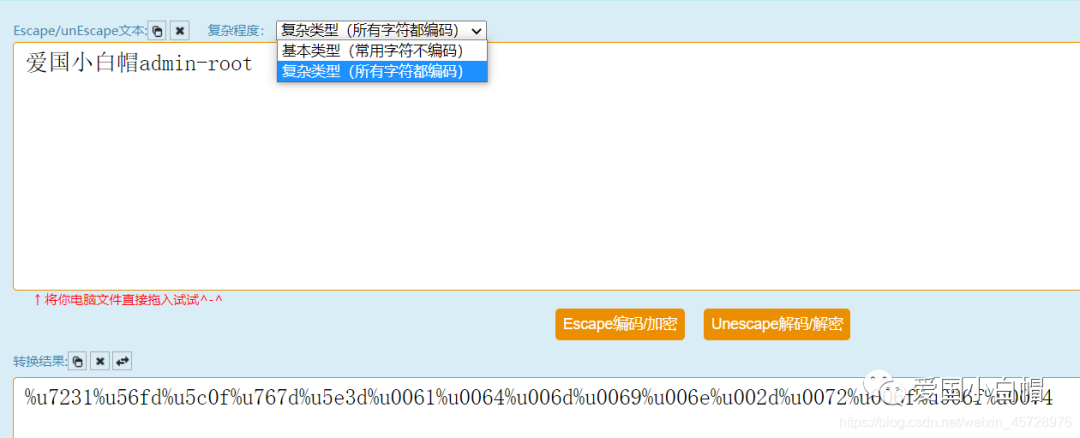 Escape/unEscape文本: 复杂程度： 复杂类型（所有字符都编码）
基本类型（常用字符不编码）
复杂类型（所有字符都编码）
爱国小白帽admin-root
↑将你电脑文件直接拖入试试^-^
Escape编码/加密 Unescape解码/解密
转换结果:
%u7231%u56fd%u5c0f%u767d%u5e3d%u0061%u0064%u006d%u0069%u006e%u002d%u0072
爱国小白帽
https://blog.csdn.net/weixin_45728976